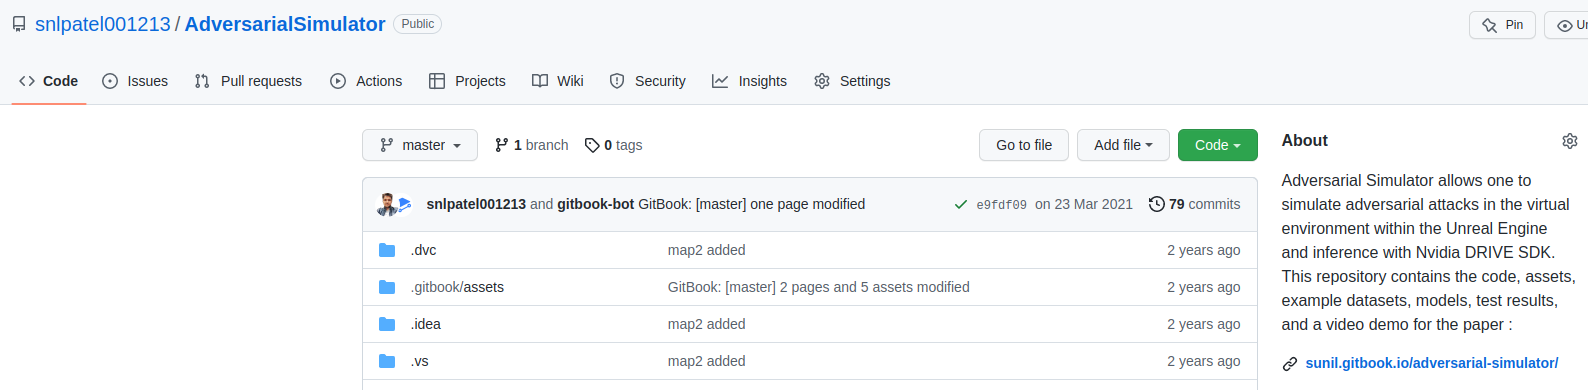 snlpatel001213 / AdversarialSimulator Public
Pin
Code Issues Pull requests Actions Projects Wiki Security Insights Settings
master 1 branch 0 tags Go to file Add file Code
snlpatel001213 and gitbook-bot GitBook: [master] one page modified e9fdf09 on 23 Mar 2021 79 commits
.dvc map2 added 2 years ago
.gitbook/assets GitBook: [master] 2 pages and 5 assets modified 2 years ago
.idea map2 added 2 years ago
.vs map2 added 2 years ago
About
Adversarial Simulator allows one to
simulate adversarial attacks in the virtual
environment within the Unreal Engine
and inference with Nvidia DRIVE SDK.
This repository contains the code, assets,
example datasets, models, test results,
and a video demo for the paper :
sunil.gitbook.io/adversarial-simulator/